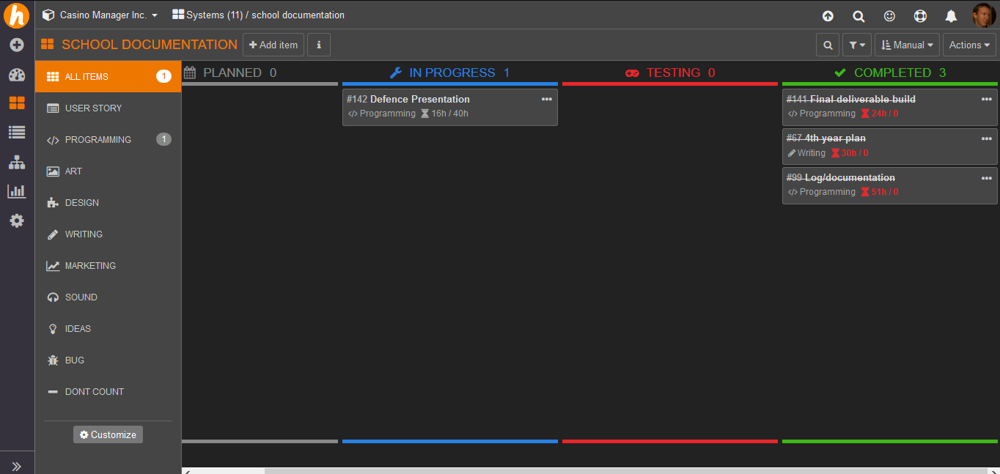 h Casino Manager Inc. Systems (11) / school documentation
SCHOOL DOCUMENTATION Add item i Manual Actions
ALL ITEMS 1
USER STORY
PROGRAMMING 1
ART
DESIGN
WRITING
MARKETING
SOUND
IDEAS
BUG
DONT COUNT
Customize
PLANNED 0
IN PROGRESS 1
#142 Defence Presentation
Programming 16h / 40h
TESTING 0
COMPLETED 3
#141 Final deliverable build
Programming 24h / 0
#67 4th year plan
Writing 30h / 0
#99 Log/documentation
Programming 51h / 0